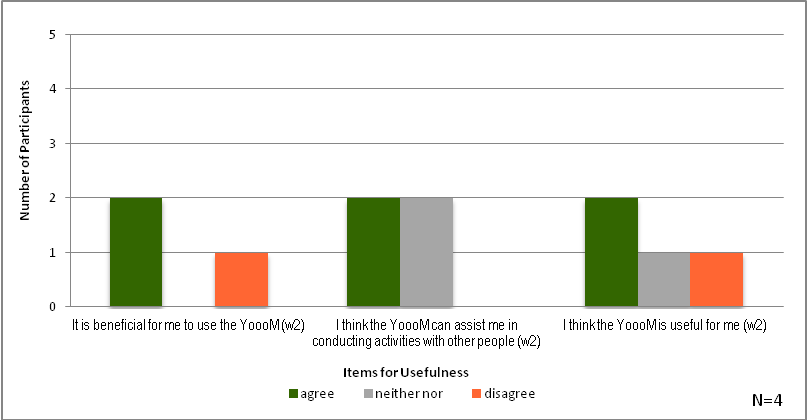 5
4
3
2
1
0
Number of Participants
It is beneficial for me to use the YoooM (w2)
I think the YoooM can assist me in
conducting activities with other people (w2)
I think the YoooM is useful for me (w2)
Items for Usefulness
agree neither nor disagree
N=4